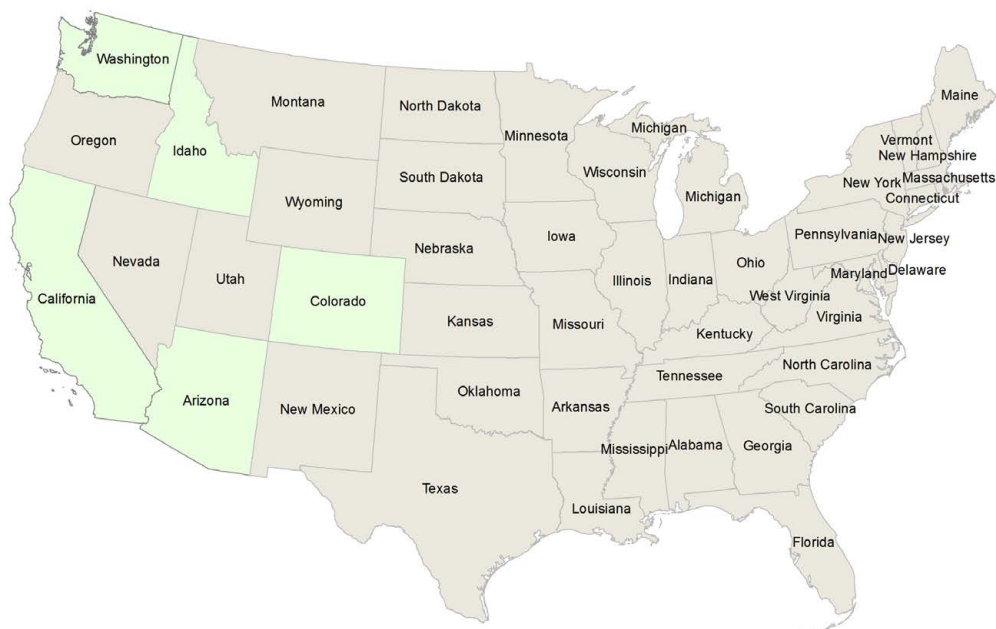 Washington
Maine
Montana
North Dakota
Michigan
Minnesota
Vermont
Oregon
Idaho
New Hampshire
Wisconsin
South Dakota
Massachusetts
New York
Michigan
Connecticut
Wyoming
Pennsylvania
New Jersey
Iowa
Nebraska
Nevada
Ohio
Delaware
Maryland
Utah
Illinois
Indiana
California
Colorado
West Virginia
Virginia
Kansas
Missouri
Kentucky
North Carolina
Tennessee
Oklahoma
Arizona
New Mexico
Arkansas
South Carolina
Mississippi
Alabama
Georgia
Texas
Louisiana
Florida